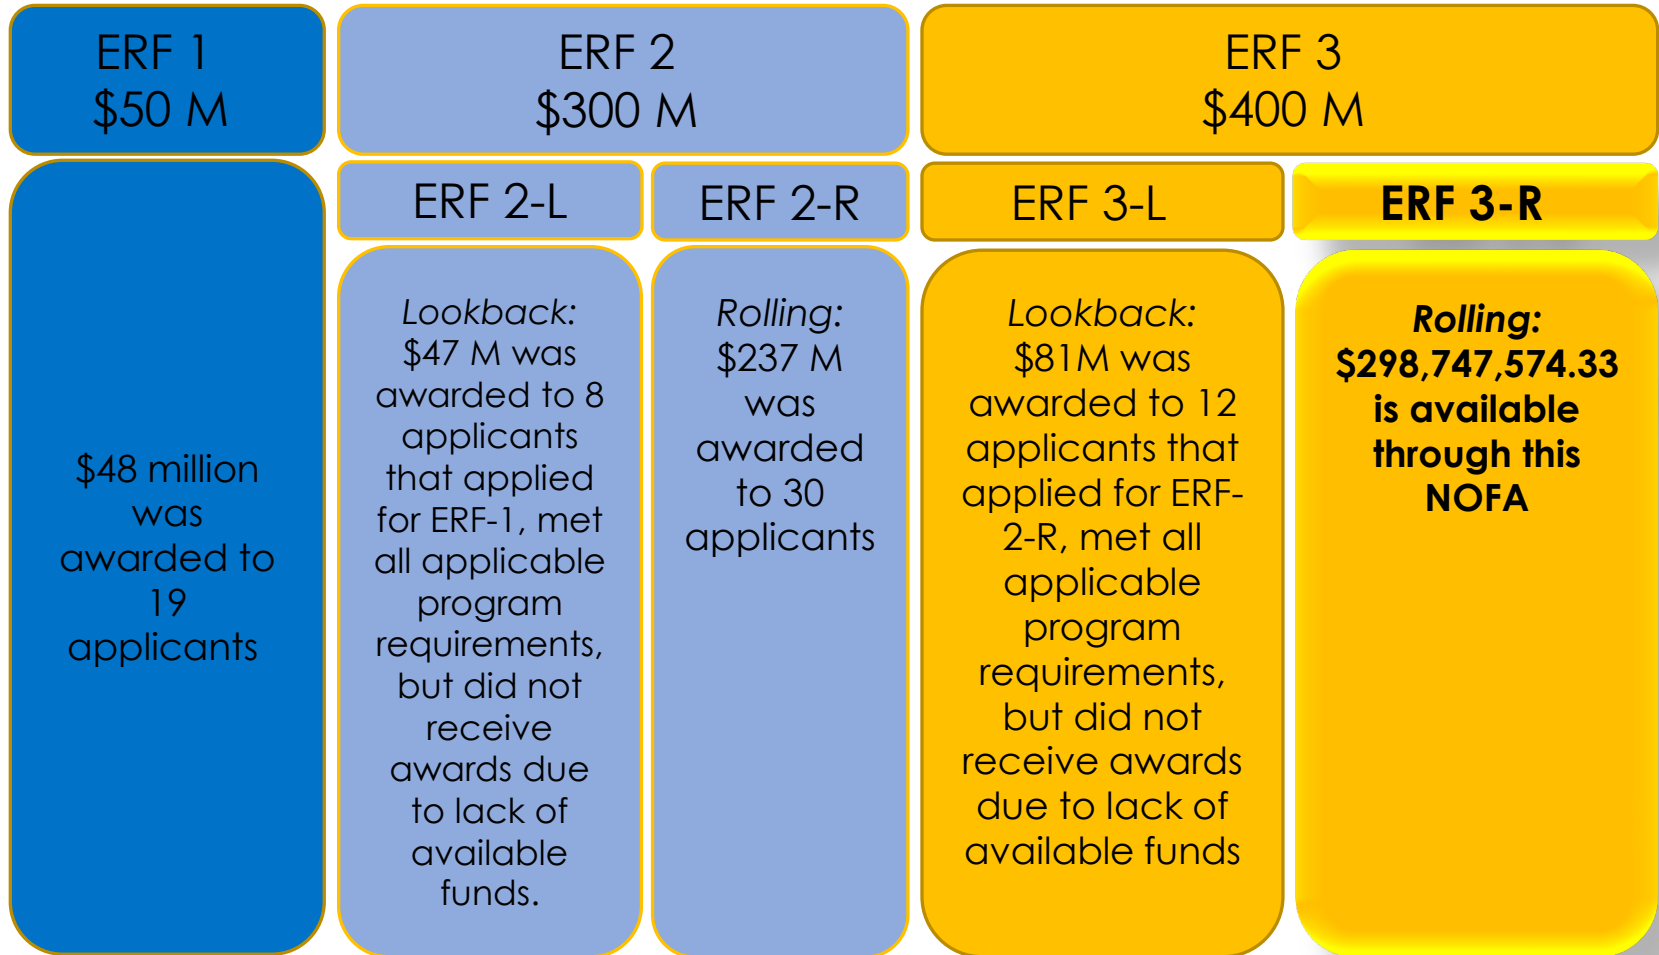 ERF 1
$50 M
ERF 2
$300 M
ERF 3
$400 M
$48 million
was
awarded to
19
applicants
ERF 2-L
Lookback:
$47 M was
awarded to 8
applicants
that applied
for ERF-1, met
all applicable
program
requirements,
but did not
receive
awards due
to lack of
available
funds.
ERF 2-R
Rolling:
$237 M
was
awarded
to 30
applicants
ERF 3-L
Lookback:
$81M was
awarded to 12
applicants that
applied for ERF-
2-R, met all
applicable
program
requirements,
but did not
receive awards
due to lack of
available funds
ERF 3-R
Rolling:
$298,747,574.33
is available
through this
NOFA